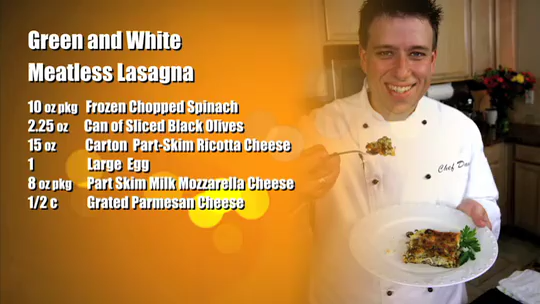 Green and White
Meatless Lasagna
10 oz pkg Frozen Chopped Spinach
2.25 oz Can of Sliced Black Olives
15 oz Carton Part-Skim Ricotta Cheese
1 Large Egg
8 oz pkg Part Skim Milk Mozzarella Cheese
1/2 c Grated Parmesan Cheese
Chef Dan